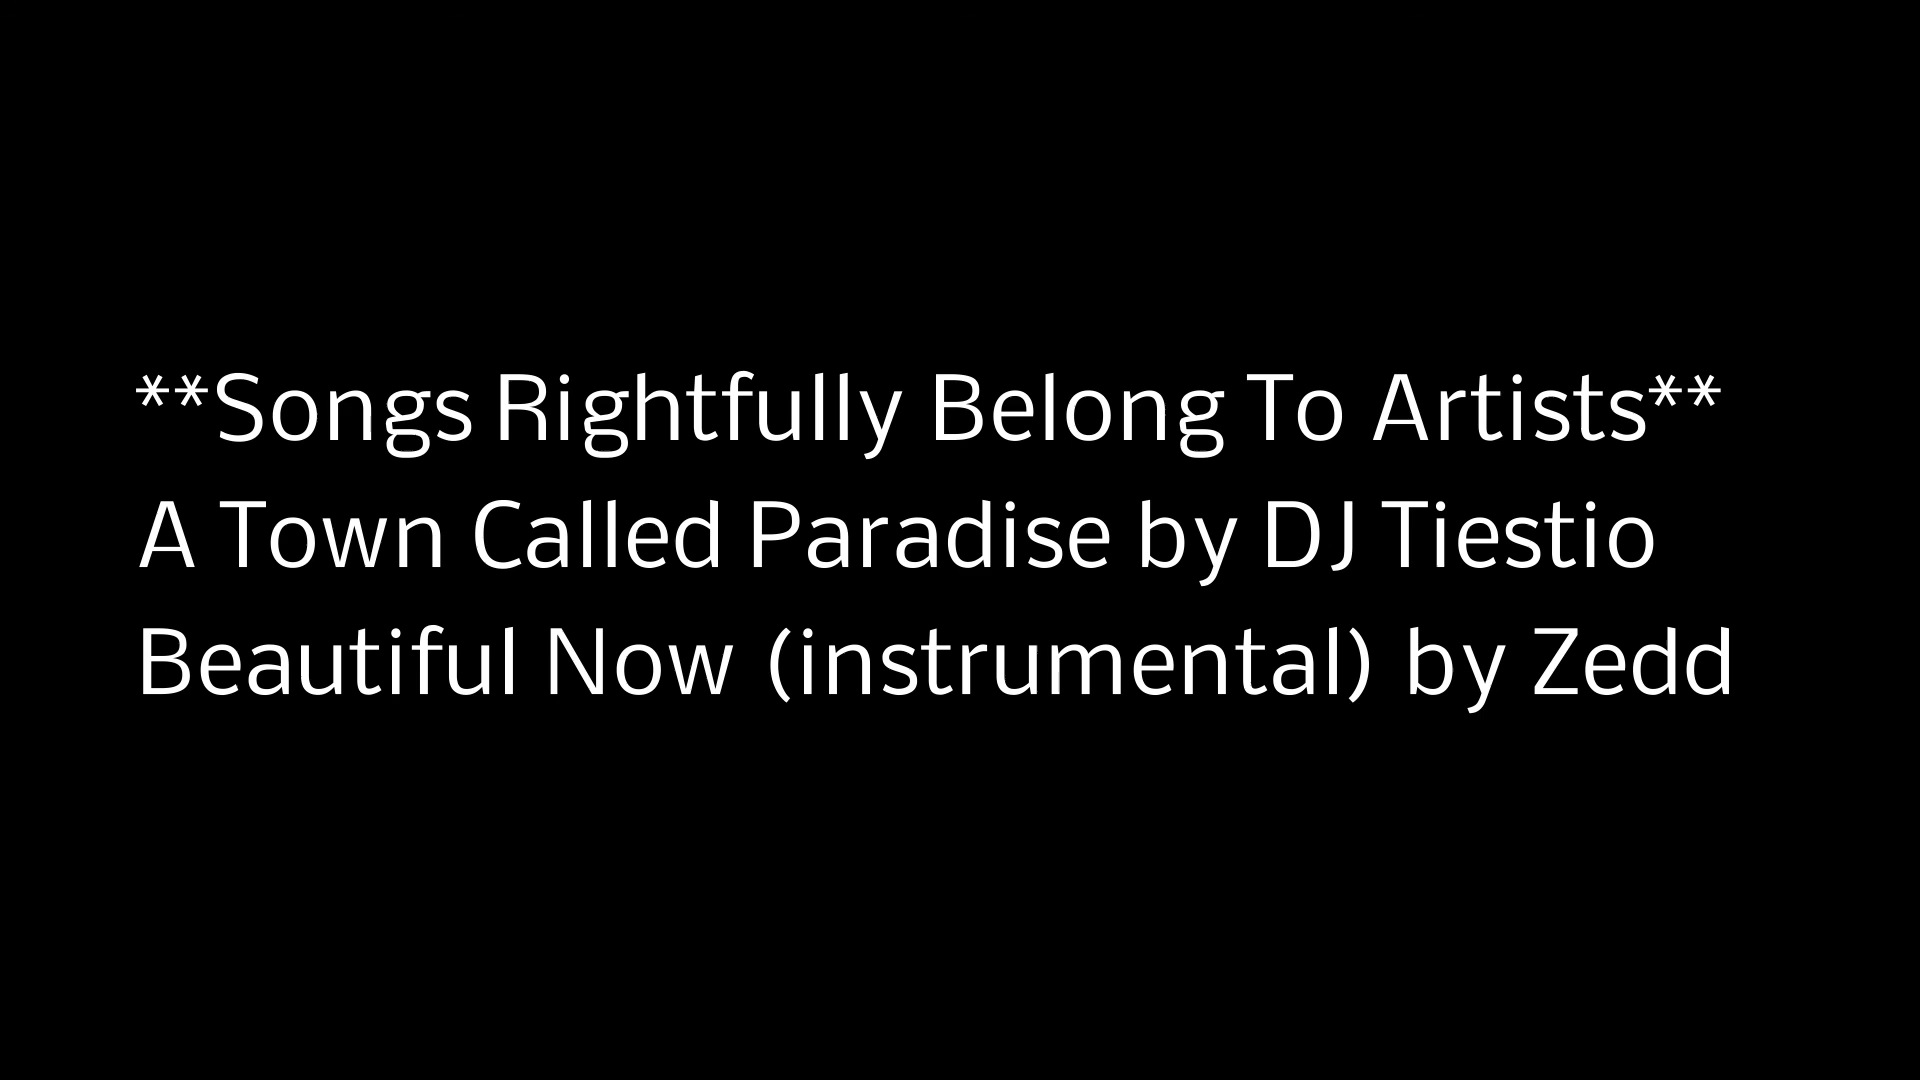 **Songs Rightfully Belong To Artists**
A Town Called Paradise by DJ Tiestio
Beautiful Now (instrumental) by Zedd